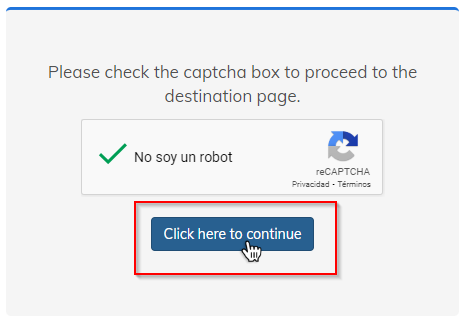 Please check the captcha box to proceed to the
destination page.
No soy un robot
reCAPTCHA
Privacidad - Términos
Click here to continue